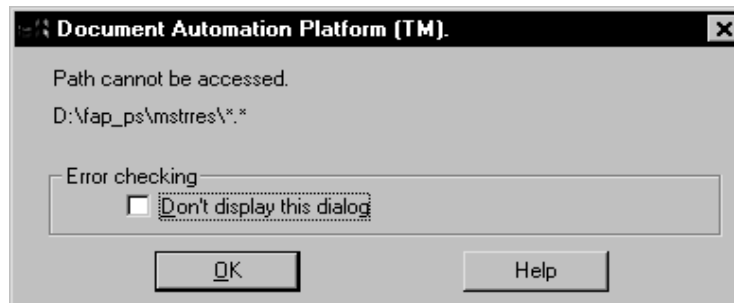 Document Automation Platform (TM).
Path cannot be accessed.
D:\fap_ps\mstrres\*.*
Error checking
Don't display this dialog
OK
Help